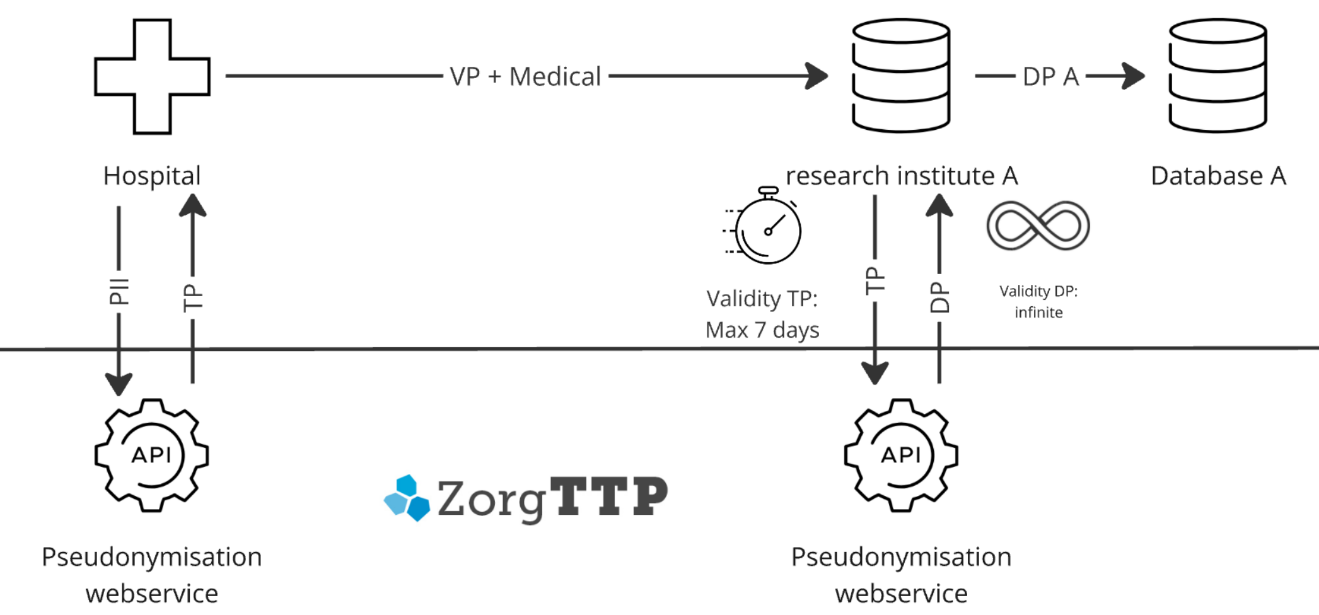 VP + Medical
DP A
Hospital
research institute A
Database A
PII
TP
Validity TP:
Max 7 days
TP
DP
Validity DP:
infinite
API
ZorgTTP
API
Pseudonymisation
webservice
Pseudonymisation
webservice